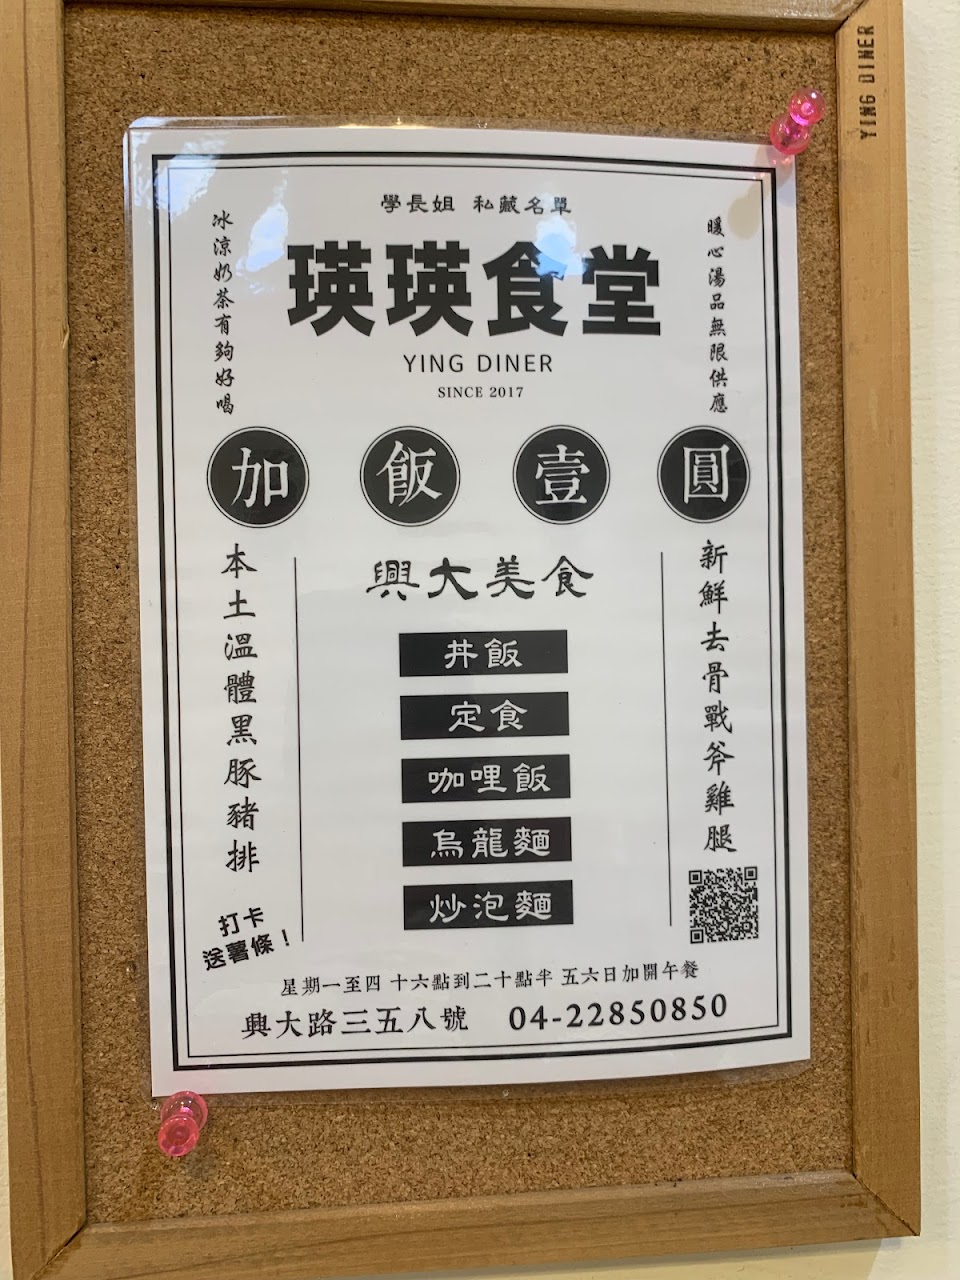 YING DINER
學長姐 私藏名單
冰涼奶茶有夠好喝
瑛瑛食堂
暖心湯品無限供應
YING DINER
SINCE 2017
加飯壹圓
本土溫體黑豚豬排
興大美食
新鮮去骨戰斧雞腿
丼飯
定食
咖哩飯
烏龍麵
炒泡麵
打卡
送薯條！
星期一至四 十六點到二十點半 五六日加開午餐
興大路三五八號 04-22850850